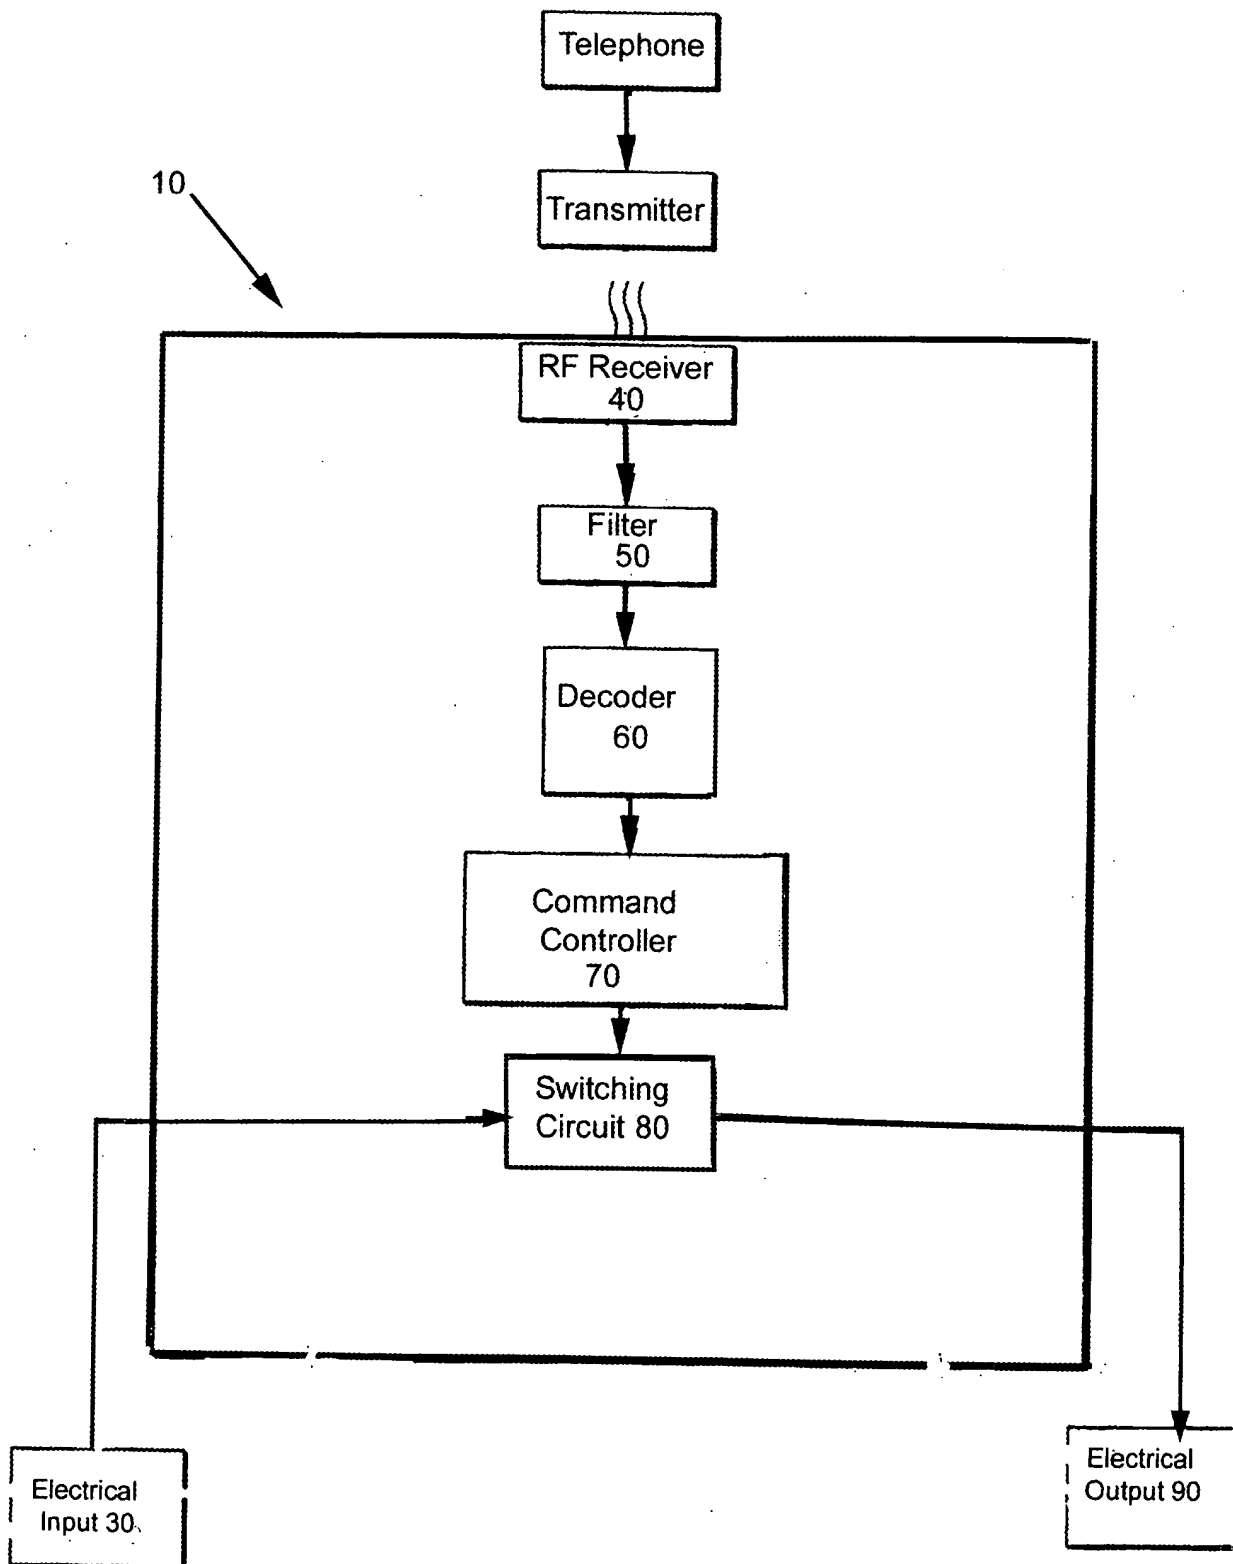 Telephone
10
Transmitter
RF Receiver
40
Filter
50
Decoder
60
Command
Controller
70
Switching
Circuit 80
Electrical
Input 30
Electrical
Output 90